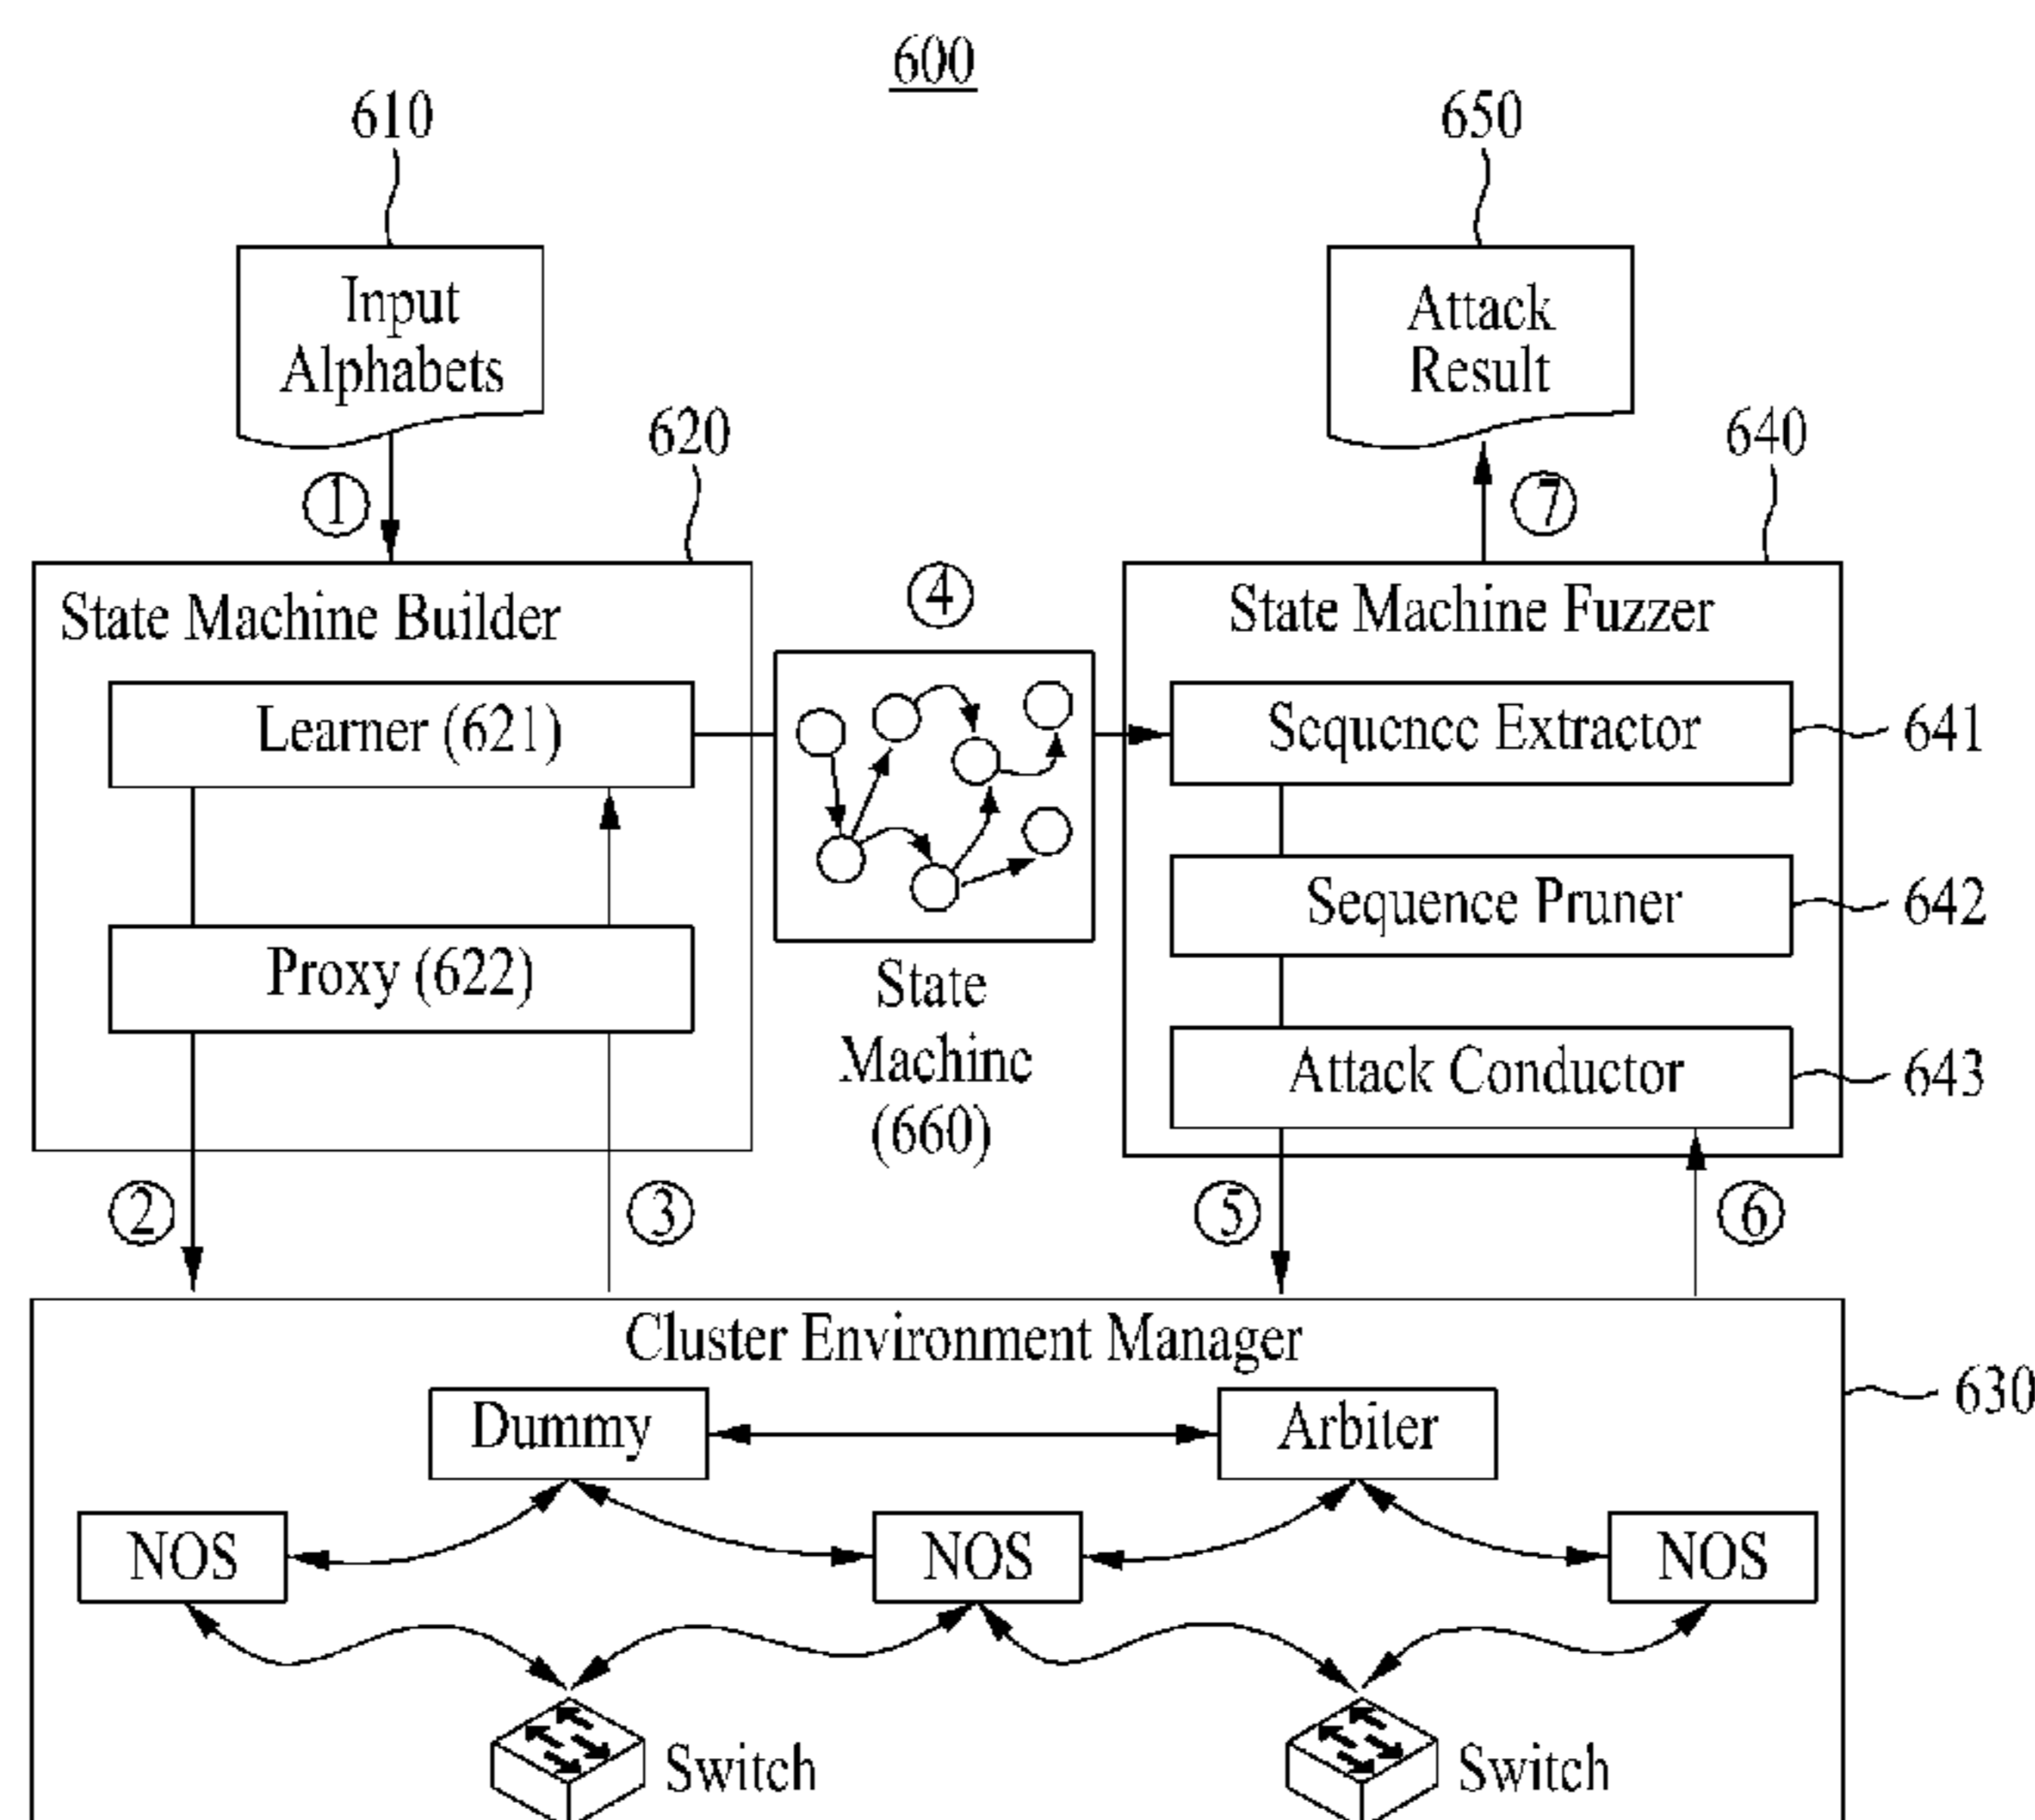 600
610
650
Input
Alphabets
Attack
Result
620
640
①
⑦
State Machine Builder
④
State Machine Fuzzer
Learner (621)
Sequence Extractor
641
Sequence Pruner
642
Proxy (622)
State
Machine
(660)
Attack Conductor
643
②
③
⑤
⑥
Cluster Environment Manager
630
Dummy
Arbiter
NOS
NOS
NOS
Switch
Switch